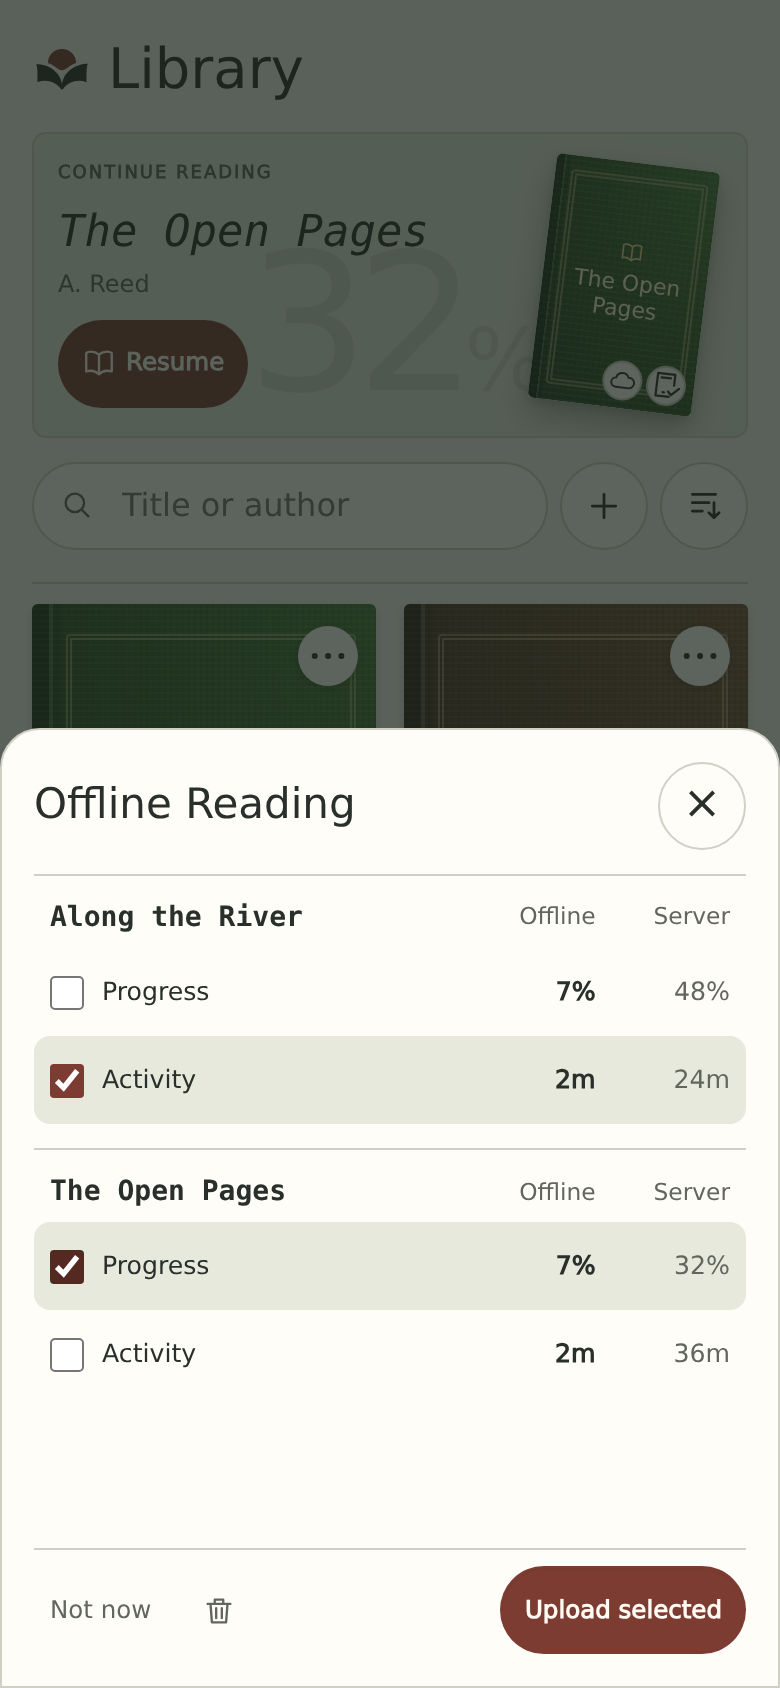 Library
CONTINUE READING
The Open Pages
A. Reed
32%
Resume
The Open
Pages
Title or author
Offline Reading
Along the River Offline Server
Progress 7% 48%
Activity 2m 24m
The Open Pages Offline Server
Progress 7% 32%
Activity 2m 36m
Not now
Upload selected